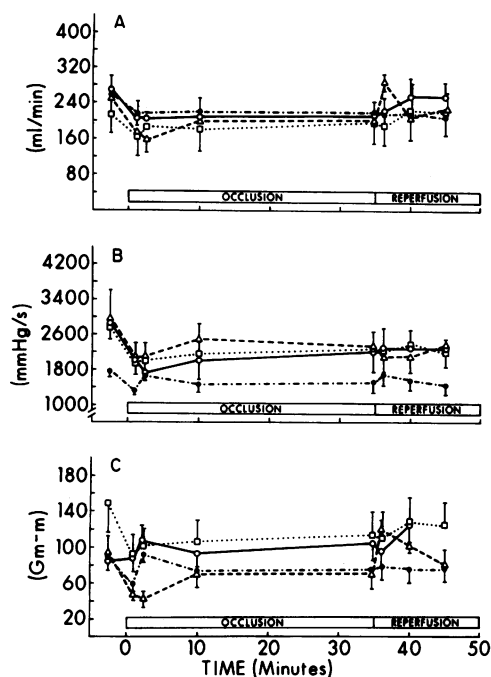 A
400
320
240
160
80
(ml/min)
OCCLUSION REPERFUSION
B
4200
3400
2600
1800
1000
(mmHg/s)
OCCLUSION REPERFUSION
C
180
140
100
60
20
(Gm-m)
OCCLUSION REPERFUSION
0 10 20 30 40 50
TIME (Minutes)